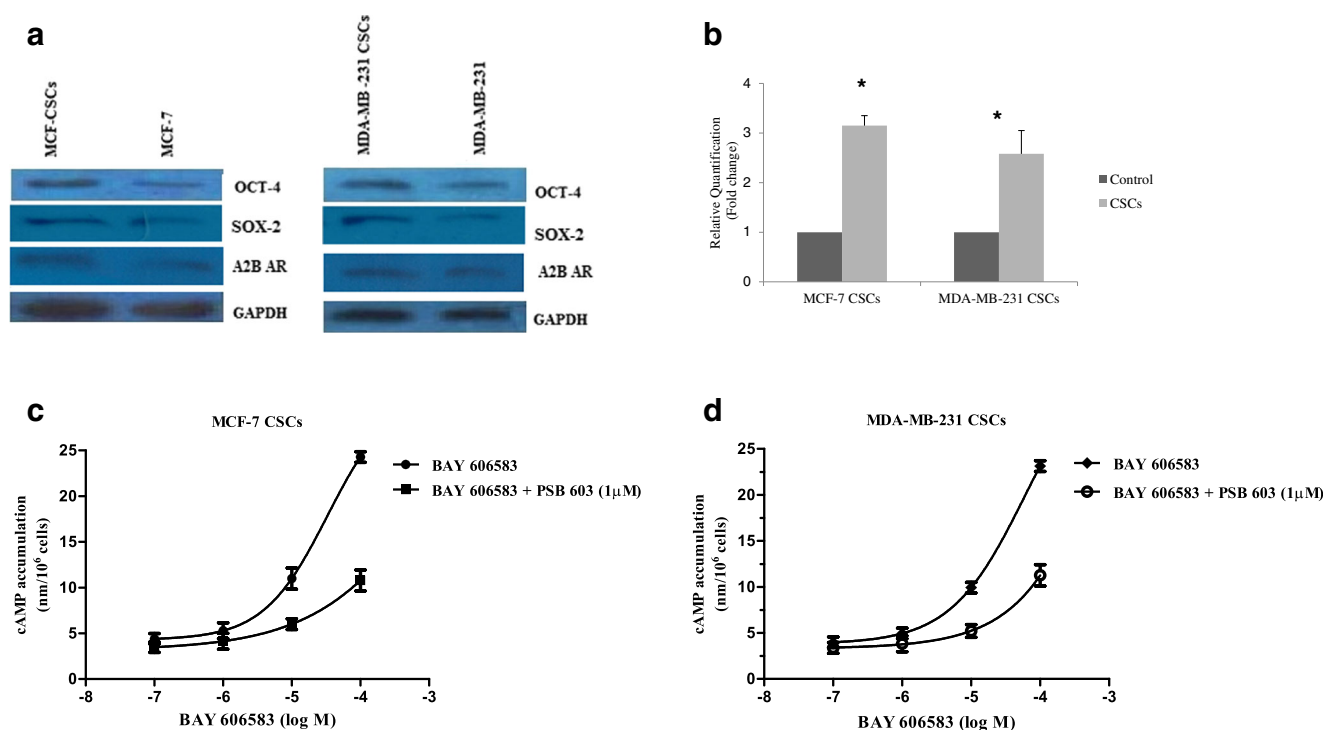 a
MCF-CSCs
MCF-7
OCT-4
SOX-2
A2B AR
GAPDH
MDA-MB -231 CSCs
MDA-MB-231
OCT-4
SOX-2
A2B AR
GAPDH
b
4
3
2
1
0
Relative Quantification
(Fold change)
*
*
MCF-7 CSCs
MDA-MB-231 CSCs
Control
CSCs
c
MCF-7 CSCs
25
20
15
10
5
0
cAMP accumulation
(nm/10⁶ cells)
-8
-7
-6
-5
-4
-3
BAY 606583 (log M)
BAY 606583
BAY 606583 + PSB 603 (1µM)
d
MDA-MB-231 CSCs
25
20
15
10
5
0
cAMP accumulation
(nm/10⁶ cells)
-8
-7
-6
-5
-4
-3
BAY 606583 (log M)
BAY 606583
BAY 606583 + PSB 603 (1µM)